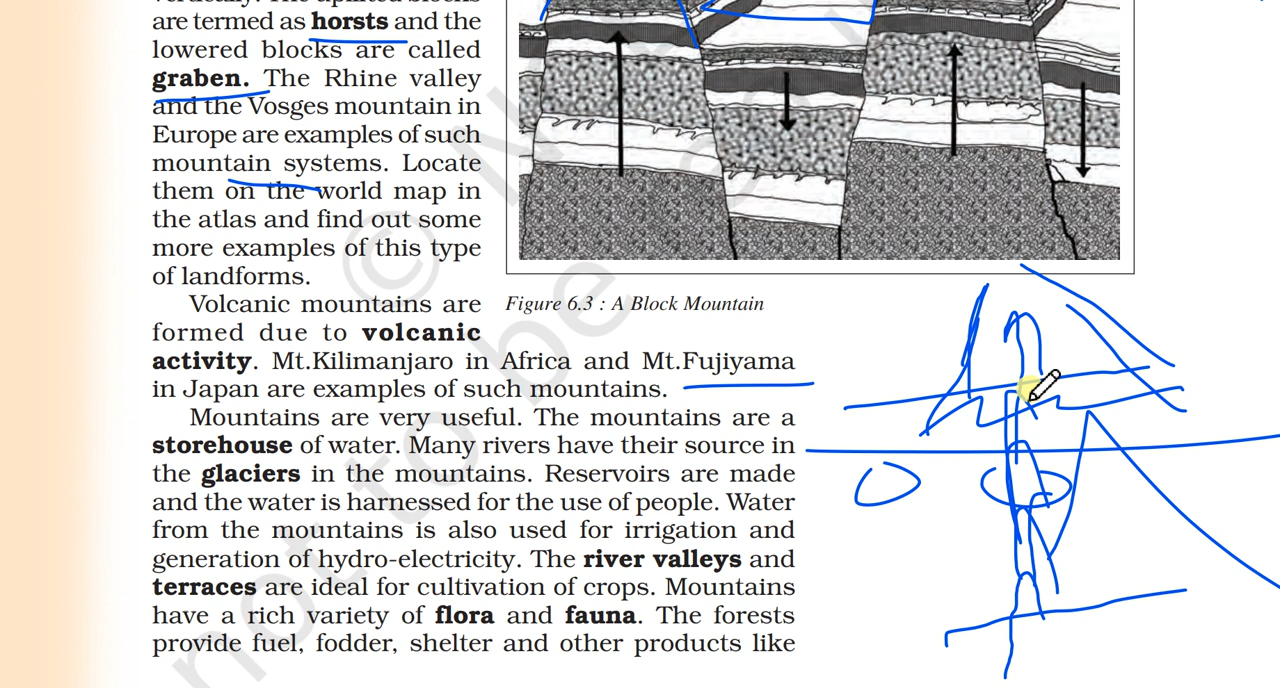 are termed as horsts and the
lowered blocks are called
graben. The Rhine valley
and the Vosges mountain in
Europe are examples of such
mountain systems. Locate
them on the world map in
the atlas and find out some
more examples of this type
of landforms.
Volcanic mountains are
formed due to volcanic
activity. Mt.Kilimanjaro in Africa and Mt.Fujiyama
in Japan are examples of such mountains.
Figure 6.3 : A Block Mountain
Mountains are very useful. The mountains are a
storehouse of water. Many rivers have their source in
the glaciers in the mountains. Reservoirs are made
and the water is harnessed for the use of people. Water
from the mountains is also used for irrigation and
generation of hydro-electricity. The river valleys and
terraces are ideal for cultivation of crops. Mountains
have a rich variety of flora and fauna. The forests
provide fuel, fodder, shelter and other products like
© N
not to be